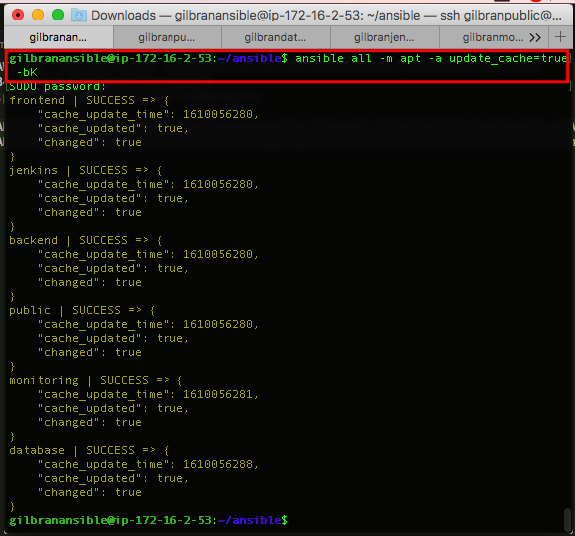 Downloads — gilbranansible@ip-172-16-2-53: ~/ansible — ssh gilbranpublic@...
gilbranan... gilbranpu... gilbrandat... gilbranjen... gilbranmo... >> +
gilbranansible@ip-172-16-2-53:~/ansible$ ansible all -m apt -a update_cache=true
-bK
[SUDO password:
frontend | SUCCESS => {
"cache_update_time": 1610056280,
"cache_updated": true,
"changed": true
}
jenkins | SUCCESS => {
"cache_update_time": 1610056280,
"cache_updated": true,
"changed": true
}
backend | SUCCESS => {
"cache_update_time": 1610056280,
"cache_updated": true,
"changed": true
}
public | SUCCESS => {
"cache_update_time": 1610056280,
"cache_updated": true,
"changed": true
}
monitoring | SUCCESS => {
"cache_update_time": 1610056281,
"cache_updated": true,
"changed": true
}
database | SUCCESS => {
"cache_update_time": 1610056288,
"cache_updated": true,
"changed": true
}
gilbranansible@ip-172-16-2-53:~/ansible$